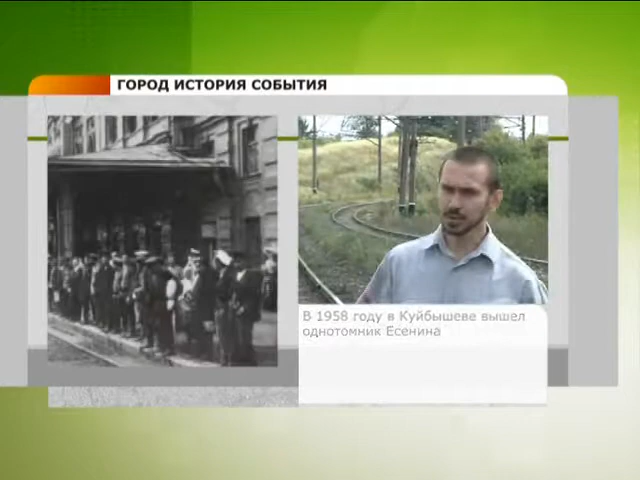 ГОРОД ИСТОРИЯ СОБЫТИЯ
В 1958 году в Куйбышеве вышел
однотомник Есенина